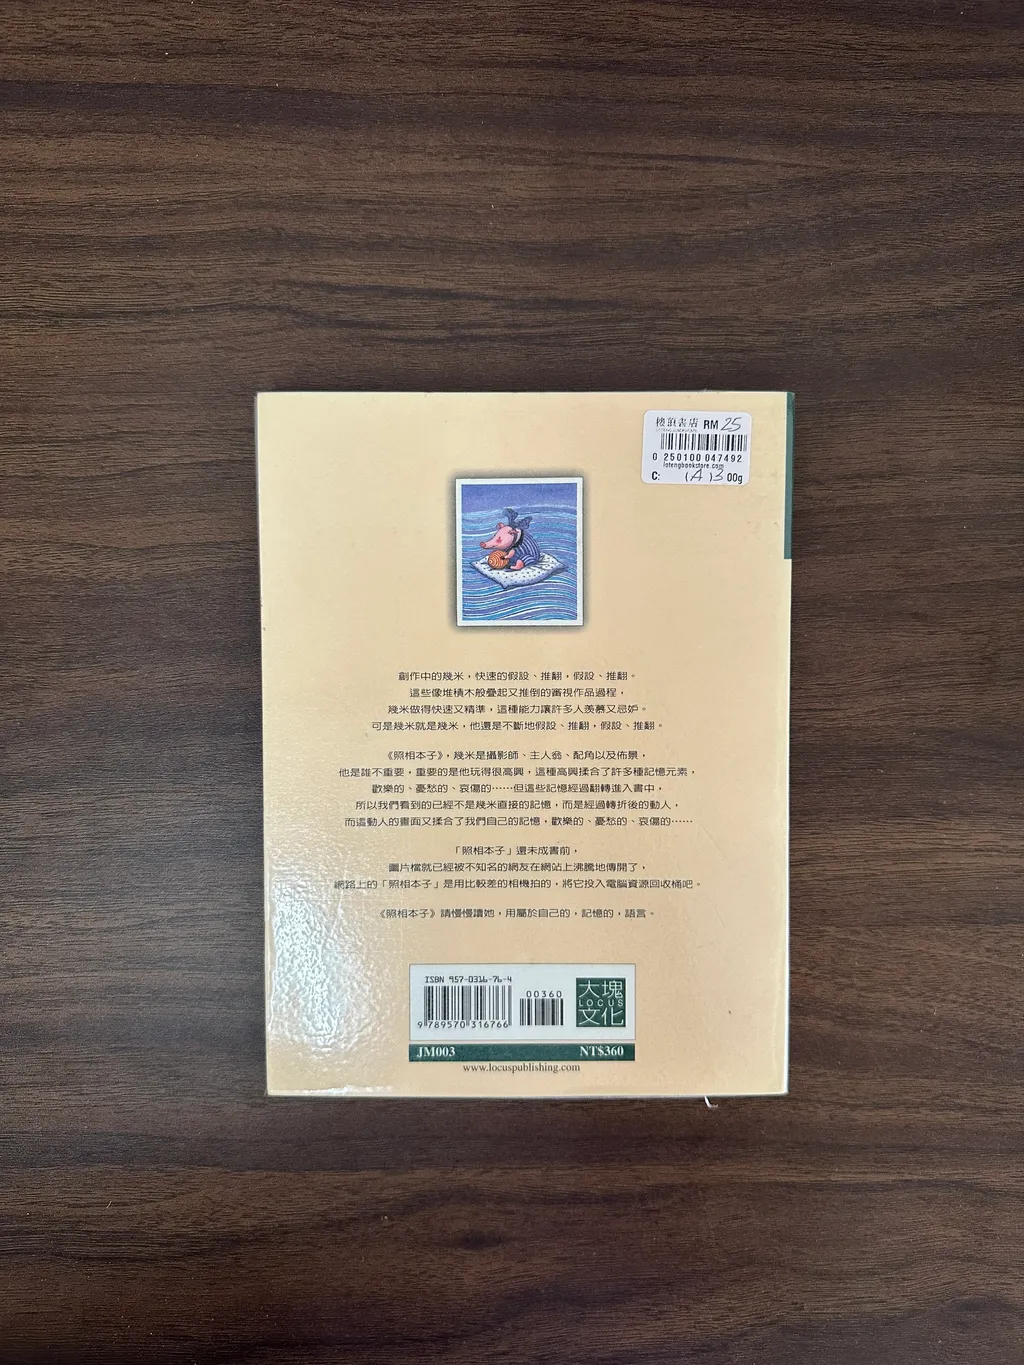 樓頂書店 RM 25
0 250100 047492
lotengbookstore.com
C: 1A13 00g
創作中的幾米，快速的假設、推翻，假設、推翻。
這些像堆積木般疊起又推倒的審視作品過程，
幾米做得快速又精準，這種能力讓許多人羨慕又忌妒。
可是幾米就是幾米，他還是不斷地假設、推翻，假設、推翻。
《照相本子》，幾米是攝影師、主人翁、配角以及佈景，
他是誰不重要，重要的是他玩得很高興，這種高興揉合了許多種記憶元素，
歡樂的、憂愁的、哀傷的……但這些記憶經過翻轉進入書中，
所以我們看到的已經不是幾米直接的記憶，而是經過轉折後的動人，
而這動人的畫面又揉合了我們自己的記憶，歡樂的、憂愁的、哀傷的……
「照相本子」還未成書前，
圖片檔就已經被不知名的網友在網站上沸騰地傳開了，
網路上的「照相本子」是用比較差的相機拍的，將它投入電腦資源回收桶吧。
《照相本子》請慢慢讀她，用屬於自己的，記憶的，語言。
ISBN 957-0316-76-4
00360
9 789570 316766
大塊
LOCUS
文化
JM003 NT$360
www.locuspublishing.com